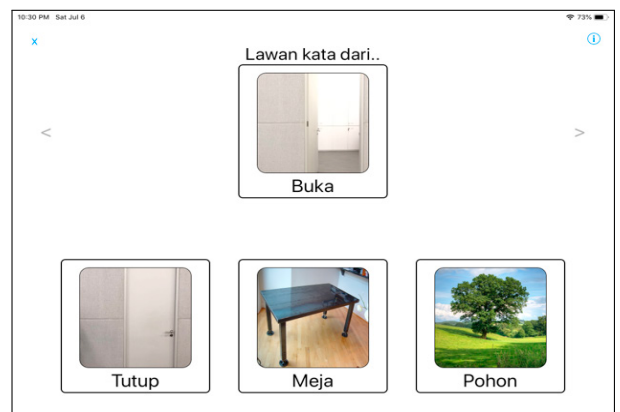 10:30 PM Sat Jul 6 73%
x
Lawan kata dari..
<
>
Buka
Tutup
Meja
Pohon